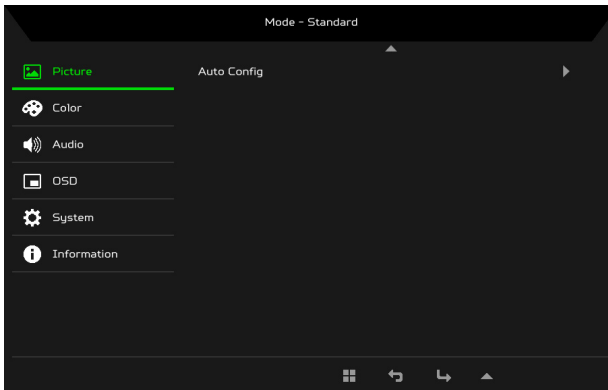 Mode - Standard
Picture
Auto Config
Color
Audio
OSD
System
Information